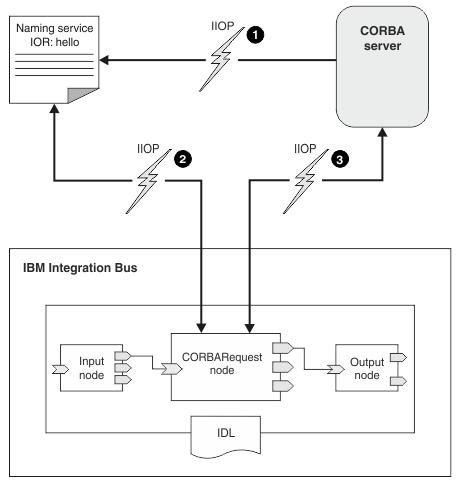 Naming service
IOR: hello
IIOP
1
CORBA
server
IIOP
2
IIOP
3
IBM Integration Bus
Input
node
CORBARequest
node
Output
node
IDL